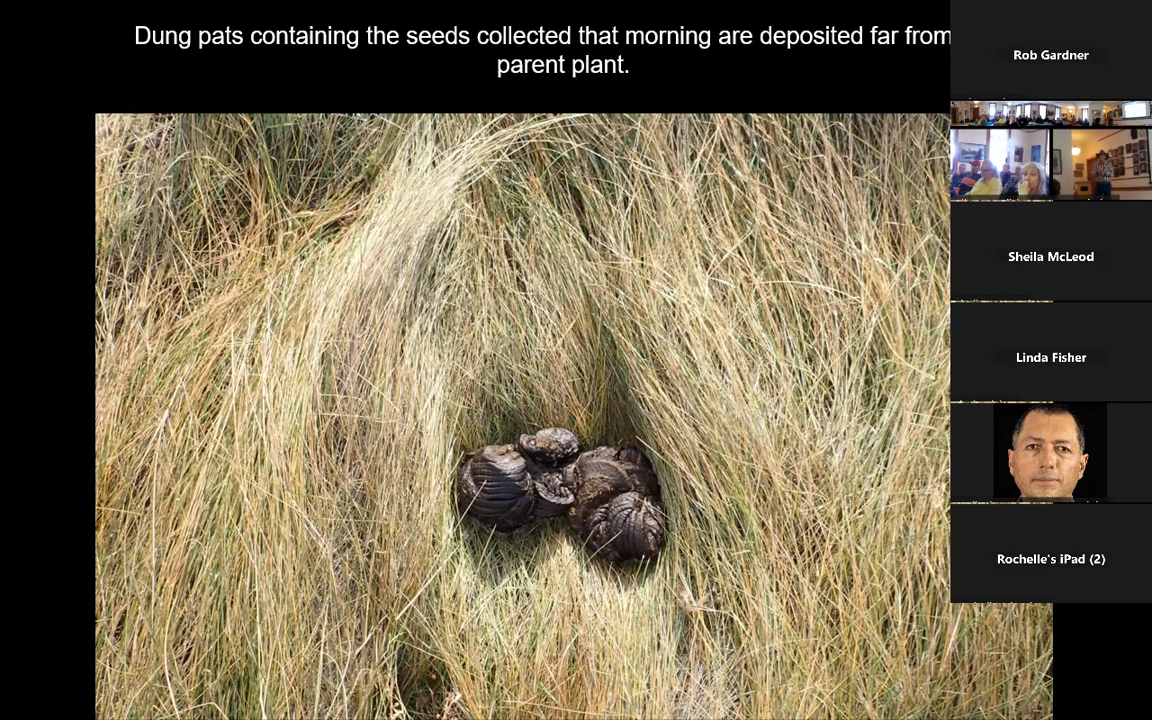 Dung pats containing the seeds collected that morning are deposited far from
parent plant.
Rob Gardner
Sheila McLeod
Linda Fisher
Rochelle's iPad (2)